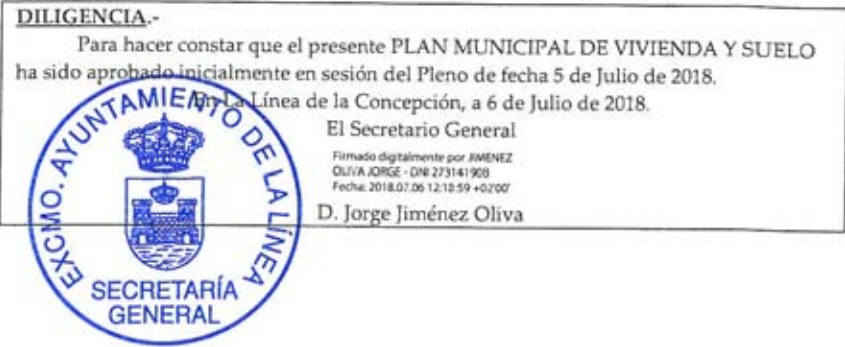 DILIGENCIA.-
Para hacer constar que el presente PLAN MUNICIPAL DE VIVIENDA Y SUELO
ha sido aprobado inicialmente en sesión del Pleno de fecha 5 de Julio de 2018.
En La Línea de la Concepción, a 6 de Julio de 2018.
El Secretario General
Firmado digitalmente por JIMENEZ
OLIVA JORGE - DNI 27314190B
Fecha: 2018.07.06 12:18:59 +02'00'
D. Jorge Jiménez Oliva
EXCMO. AYUNTAMIENTO DE LA LÍNEA
SECRETARÍA
GENERAL